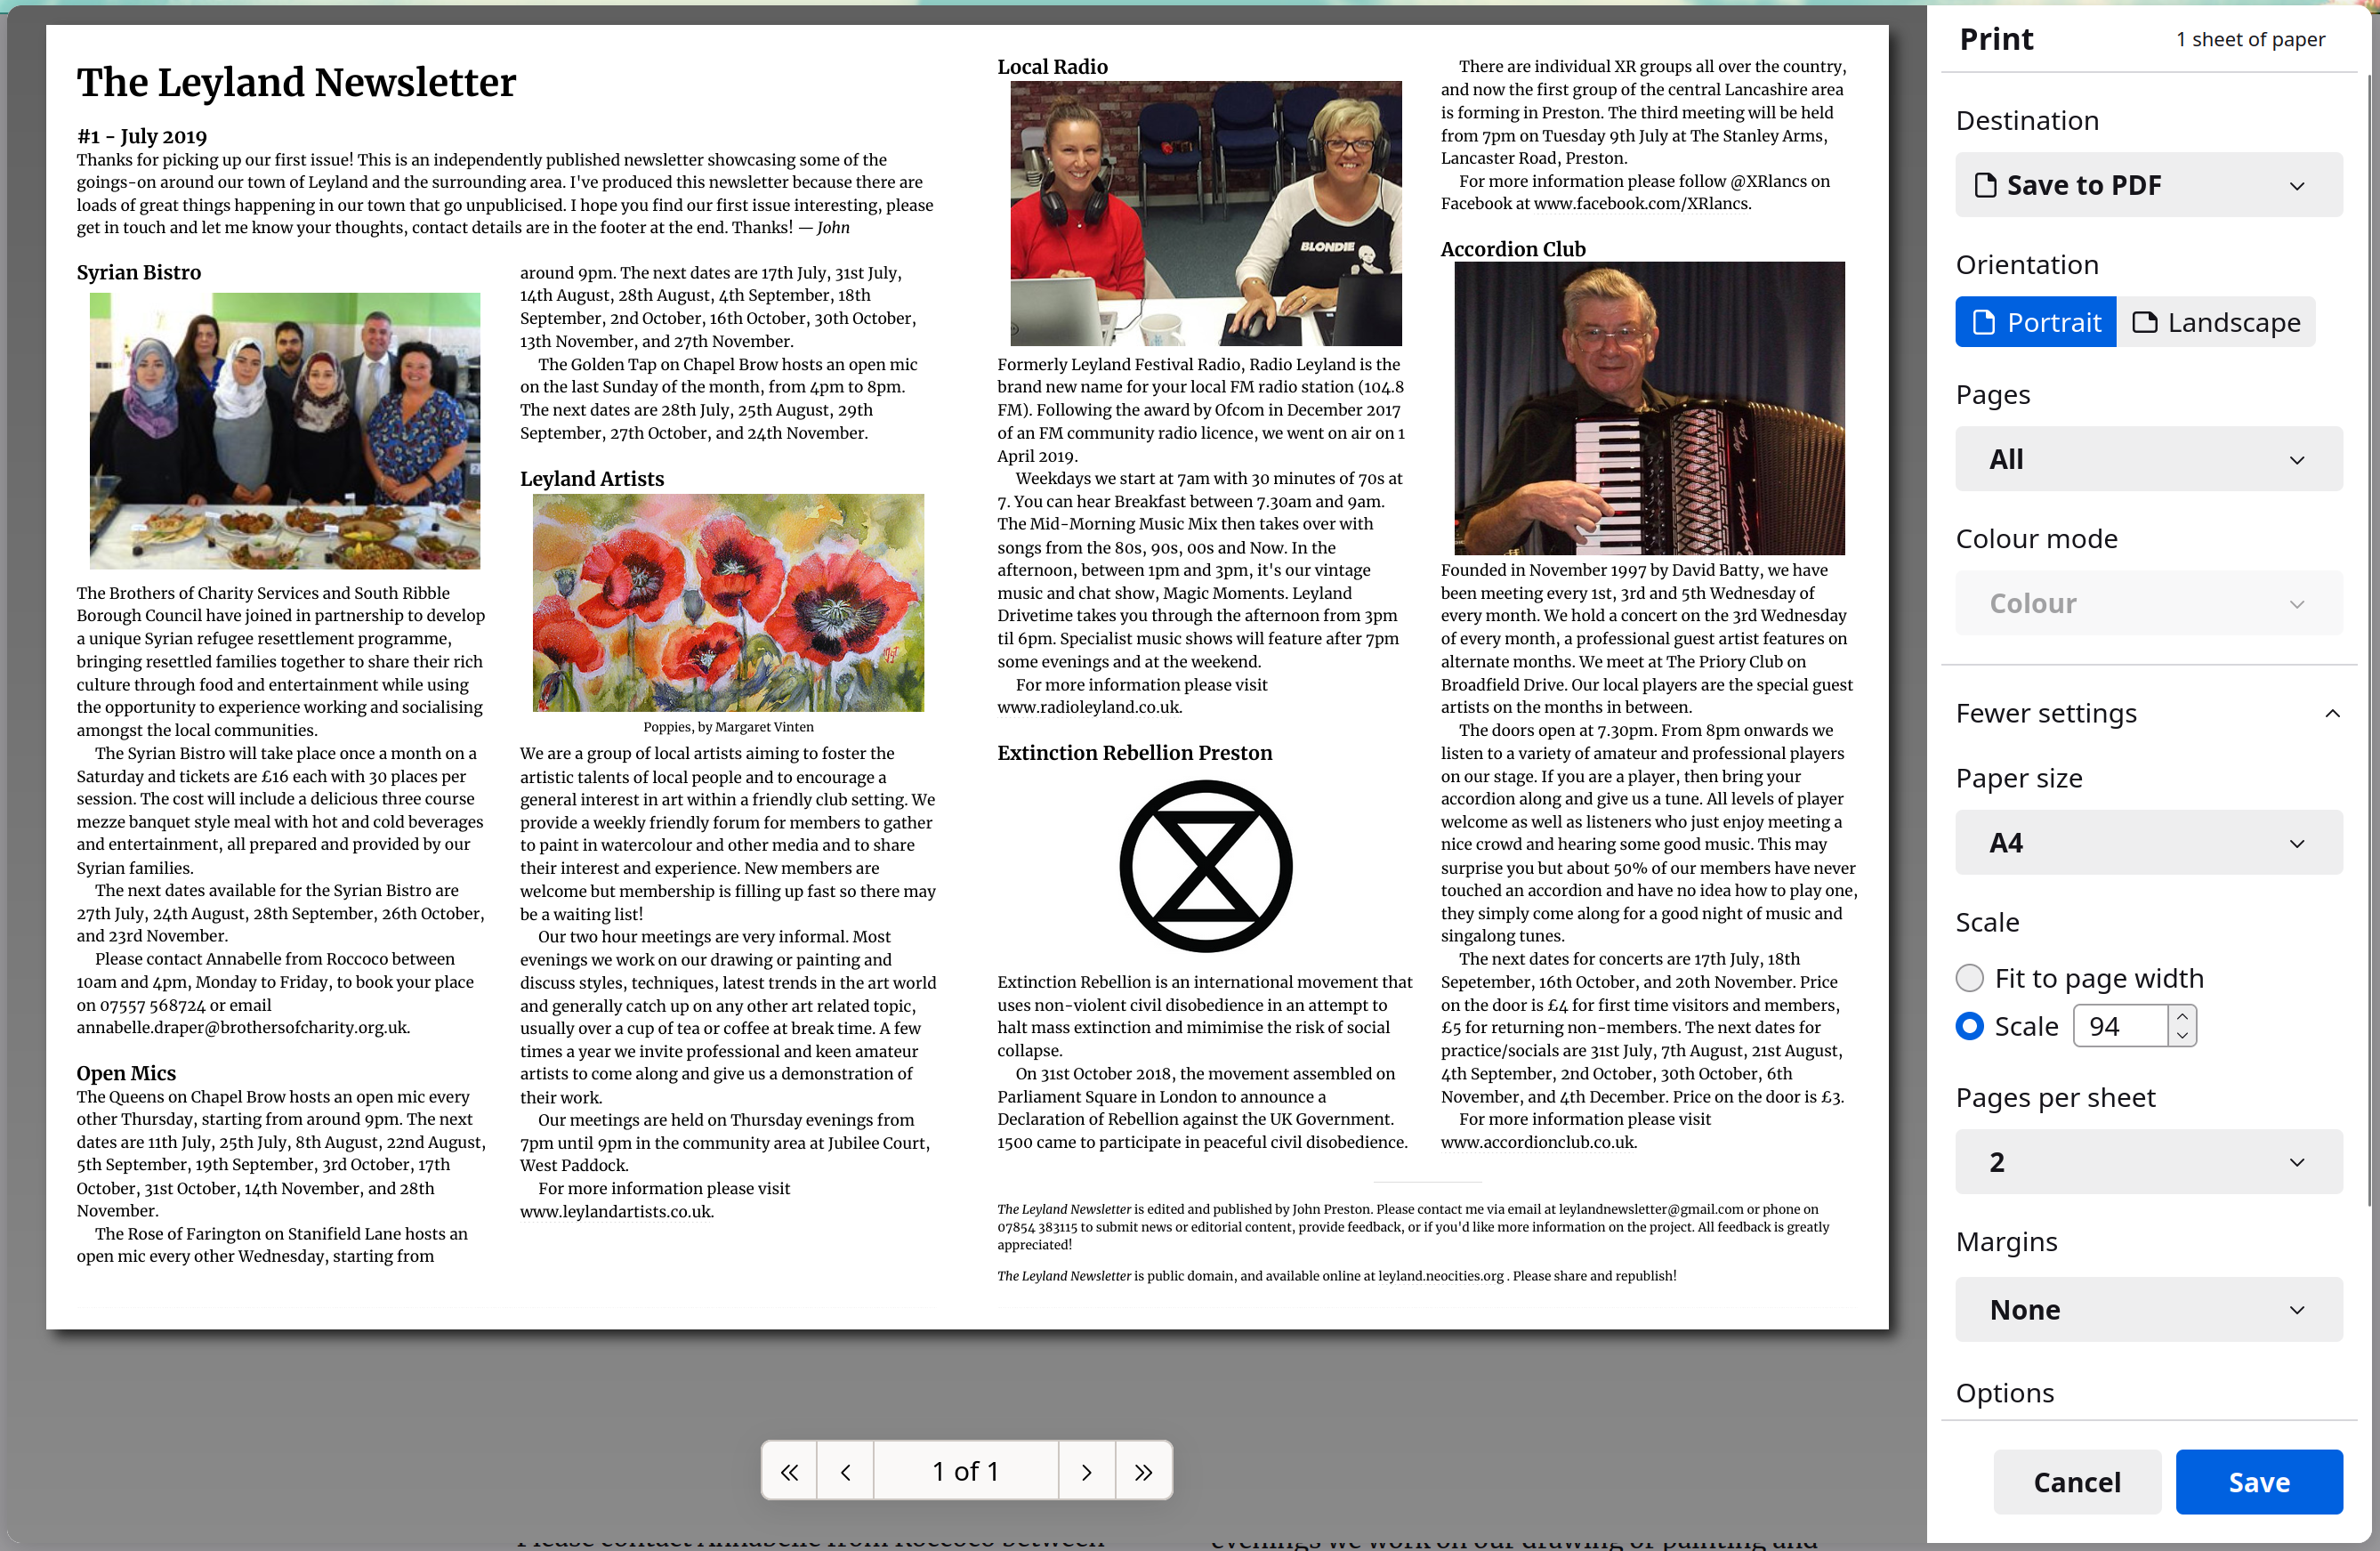 The Leyland Newsletter
#1 - July 2019
Thanks for picking up our first issue! This is an independently published newsletter showcasing some of the
goings-on around our town of Leyland and the surrounding area. I've produced this newsletter because there are
loads of great things happening in our town that go unpublicised. I hope you find our first issue interesting, please
get in touch and let me know your thoughts, contact details are in the footer at the end. Thanks! — John
Syrian Bistro
The Brothers of Charity Services and South Ribble
Borough Council have joined in partnership to develop
a unique Syrian refugee resettlement programme,
bringing resettled families together to share their rich
culture through food and entertainment while using
the opportunity to experience working and socialising
amongst the local communities.
The Syrian Bistro will take place once a month on a
Saturday and tickets are £16 each with 30 places per
session. The cost will include a delicious three course
mezze banquet style meal with hot and cold beverages
and entertainment, all prepared and provided by our
Syrian families.
The next dates available for the Syrian Bistro are
27th July, 24th August, 28th September, 26th October,
and 23rd November.
Please contact Annabelle from Roccoco between
10am and 4pm, Monday to Friday, to book your place
on 07557 568724 or email
annabelle.draper@brothersofcharity.org.uk.
Open Mics
The Queens on Chapel Brow hosts an open mic every
other Thursday, starting from around 9pm. The next
dates are 11th July, 25th July, 8th August, 22nd August,
5th September, 19th September, 3rd October, 17th
October, 31st October, 14th November, and 28th
November.
The Rose of Farington on Stanifield Lane hosts an
open mic every other Wednesday, starting from
around 9pm. The next dates are 17th July, 31st July,
14th August, 28th August, 4th September, 18th
September, 2nd October, 16th October, 30th October,
13th November, and 27th November.
The Golden Tap on Chapel Brow hosts an open mic
on the last Sunday of the month, from 4pm to 8pm.
The next dates are 28th July, 25th August, 29th
September, 27th October, and 24th November.
Leyland Artists
Poppies, by Margaret Vinten
We are a group of local artists aiming to foster the
artistic talents of local people and to encourage a
general interest in art within a friendly club setting. We
provide a weekly friendly forum for members to gather
to paint in watercolour and other media and to share
their interest and experience. New members are
welcome but membership is filling up fast so there may
be a waiting list!
Our two hour meetings are very informal. Most
evenings we work on our drawing or painting and
discuss styles, techniques, latest trends in the art world
and generally catch up on any other art related topic,
usually over a cup of tea or coffee at break time. A few
times a year we invite professional and keen amateur
artists to come along and give us a demonstration of
their work.
Our meetings are held on Thursday evenings from
7pm until 9pm in the community area at Jubilee Court,
West Paddock.
For more information please visit
www.leylandartists.co.uk.
Local Radio
BLONDIE
Formerly Leyland Festival Radio, Radio Leyland is the
brand new name for your local FM radio station (104.8
FM). Following the award by Ofcom in December 2017
of an FM community radio licence, we went on air on 1
April 2019.
Weekdays we start at 7am with 30 minutes of 70s at
7. You can hear Breakfast between 7.30am and 9am.
The Mid-Morning Music Mix then takes over with
songs from the 80s, 90s, 00s and Now. In the
afternoon, between 1pm and 3pm, it's our vintage
music and chat show, Magic Moments. Leyland
Drivetime takes you through the afternoon from 3pm
til 6pm. Specialist music shows will feature after 7pm
some evenings and at the weekend.
For more information please visit
www.radioleyland.co.uk.
Extinction Rebellion Preston
Extinction Rebellion is an international movement that
uses non-violent civil disobedience in an attempt to
halt mass extinction and mimimise the risk of social
collapse.
On 31st October 2018, the movement assembled on
Parliament Square in London to announce a
Declaration of Rebellion against the UK Government.
1500 came to participate in peaceful civil disobedience.
There are individual XR groups all over the country,
and now the first group of the central Lancashire area
is forming in Preston. The third meeting will be held
from 7pm on Tuesday 9th July at The Stanley Arms,
Lancaster Road, Preston.
For more information please follow @XRlancs on
Facebook at www.facebook.com/XRlancs.
Accordion Club
Founded in November 1997 by David Batty, we have
been meeting every 1st, 3rd and 5th Wednesday of
every month. We hold a concert on the 3rd Wednesday
of every month, a professional guest artist features on
alternate months. We meet at The Priory Club on
Broadfield Drive. Our local players are the special guest
artists on the months in between.
The doors open at 7.30pm. From 8pm onwards we
listen to a variety of amateur and professional players
on our stage. If you are a player, then bring your
accordion along and give us a tune. All levels of player
welcome as well as listeners who just enjoy meeting a
nice crowd and hearing some good music. This may
surprise you but about 50% of our members have never
touched an accordion and have no idea how to play one,
they simply come along for a good night of music and
singalong tunes.
The next dates for concerts are 17th July, 18th
Sepetember, 16th October, and 20th November. Price
on the door is £4 for first time visitors and members,
£5 for returning non-members. The next dates for
practice/socials are 31st July, 7th August, 21st August,
4th September, 2nd October, 30th October, 6th
November, and 4th December. Price on the door is £3.
For more information please visit
www.accordionclub.co.uk.
The Leyland Newsletter is edited and published by John Preston. Please contact me via email at leylandnewsletter@gmail.com or phone on
07854 383115 to submit news or editorial content, provide feedback, or if you'd like more information on the project. All feedback is greatly
appreciated!
The Leyland Newsletter is public domain, and available online at leyland.neocities.org . Please share and republish!
1 of 1
Please contact Annabelle from Roccoco between
evenings we work on our drawing or painting and
Print
1 sheet of paper
Destination
Save to PDF
Orientation
Portrait
Landscape
Pages
All
Colour mode
Colour
Fewer settings
Paper size
A4
Scale
Fit to page width
Scale 94
Pages per sheet
2
Margins
None
Options
Cancel
Save